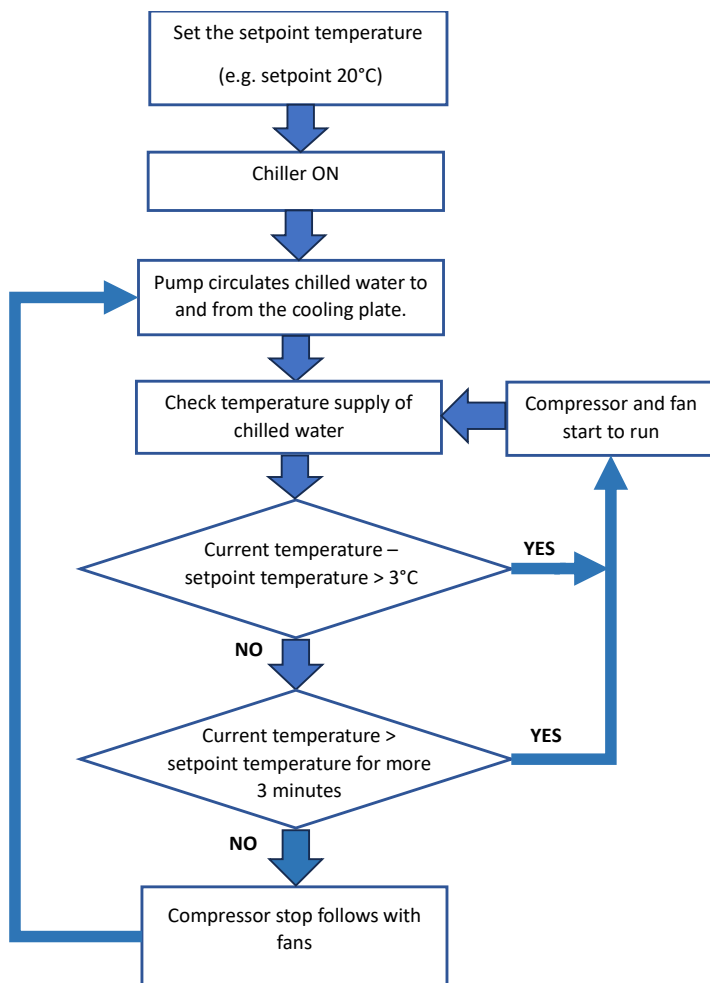 Set the setpoint temperature
(e.g. setpoint 20°C)
Chiller ON
Pump circulates chilled water to
and from the cooling plate.
Check temperature supply of
chilled water
Compressor and fan
start to run
Current temperature –
setpoint temperature > 3°C
YES
NO
Current temperature >
setpoint temperature for more
3 minutes
YES
NO
Compressor stop follows with
fans